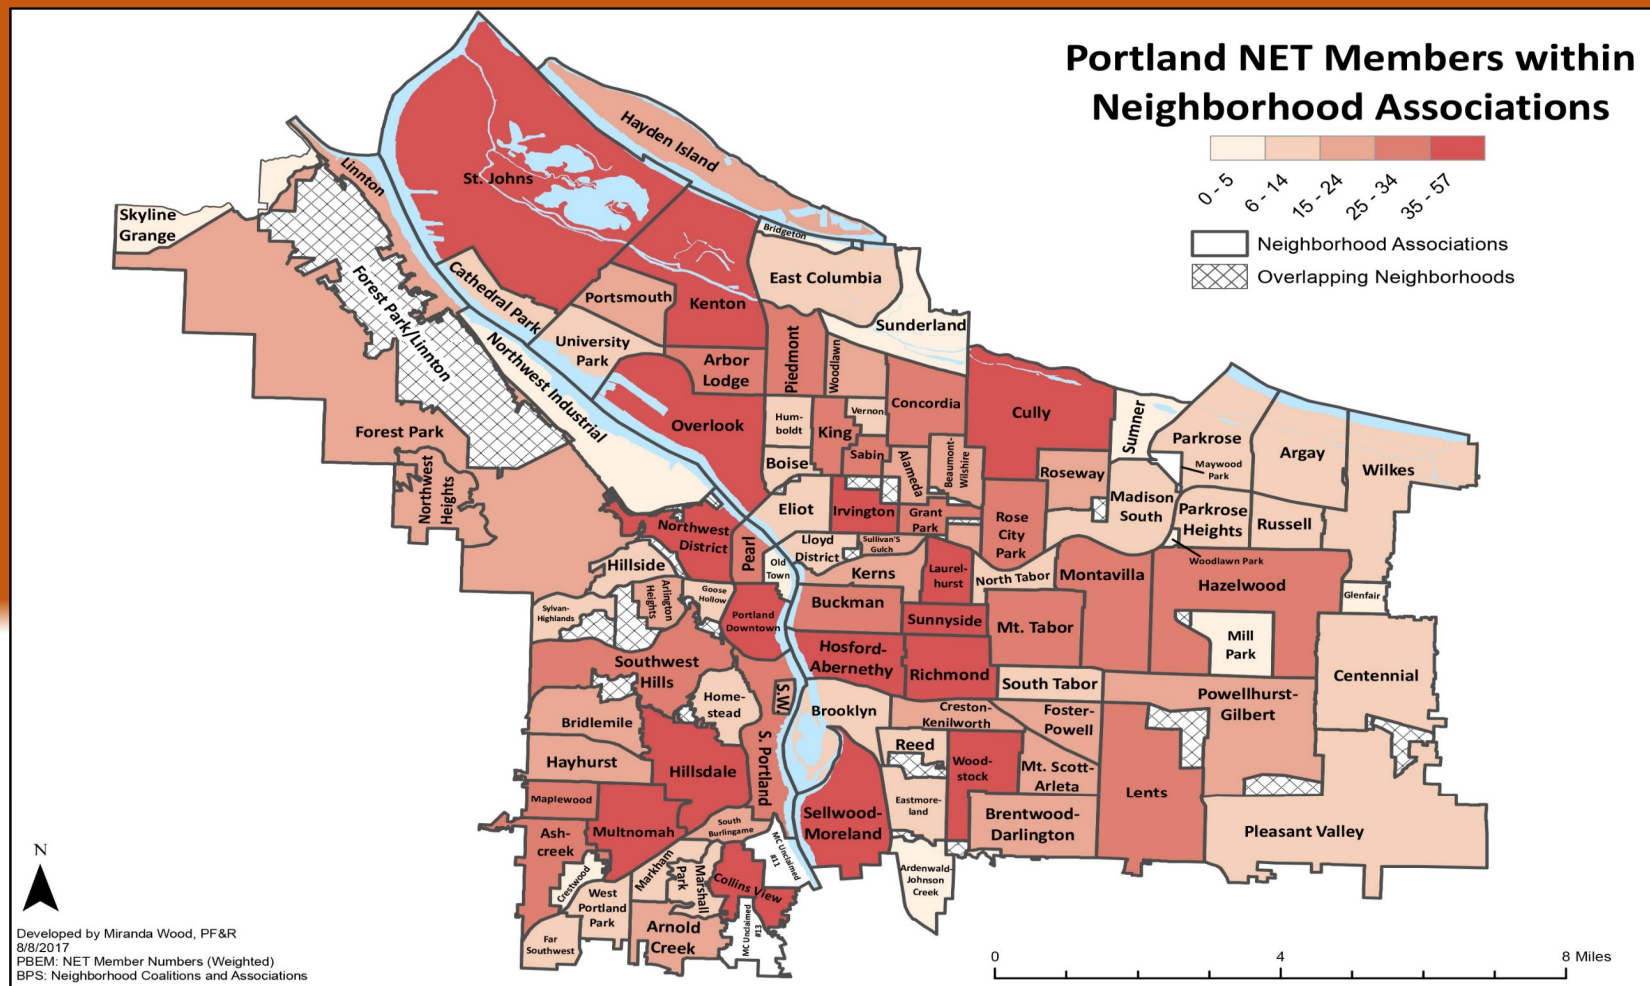 Portland NET Members within
Neighborhood Associations
0 - 5
6 - 14
15 - 24
25 - 34
35 - 57
Neighborhood Associations
Overlapping Neighborhoods
Hayden Island
Linnton
St. Johns
Skyline
Grange
Bridgeton
East Columbia
Cathedral Park
Portsmouth
Kenton
Forest Park/Linnton
Sunderland
University
Park
Northwest Industrial
Arbor
Lodge
Piedmont
Woodlawn
Concordia
Cully
Sumner
Overlook
Hum-
boldt
Vernon
King
Forest Park
Parkrose
Argay
Wilkes
Boise
Sabin
Alameda
Beaumont-
Wilshire
Roseway
Maywood
Park
Northwest
Heights
Madison
South
Parkrose
Heights
Russell
Eliot
Irvington
Grant
Park
Rose
City
Park
Northwest
District
Pearl
Lloyd
District
Sullivan'S
Gulch
Woodlawn Park
Hillside
Old
Town
Kerns
Laurel-
hurst
North Tabor
Montavilla
Hazelwood
Glenfair
Sylvan-
Highlands
Arlington
Heights
Goose
Hollow
Portland
Downtown
Buckman
Sunnyside
Mt. Tabor
Mill
Park
Southwest
Hills
Hosford-
Abernethy
Richmond
South Tabor
Centennial
Home-
stead
S.W.
Brooklyn
Creston-
Kenilworth
Foster-
Powell
Powellhurst-
Gilbert
Bridlemile
S. Portland
Reed
Hayhurst
Hillsdale
Wood-
stock
Mt. Scott-
Arleta
Lents
Maplewood
Eastmore-
land
Sellwood-
Moreland
Brentwood-
Darlington
Pleasant Valley
Ash-
creek
Multnomah
South
Burlingame
MC Unclaimed
#11
Crestwood
Markham
Park
Marshall
Collins View
Ardenwald-
Johnson
Creek
West
Portland
Park
Arnold
Creek
MC Unclaimed
#13
Far
Southwest
N
Developed by Miranda Wood, PF&R
8/8/2017
PBEM: NET Member Numbers (Weighted)
BPS: Neighborhood Coalitions and Associations
0
4
8 Miles